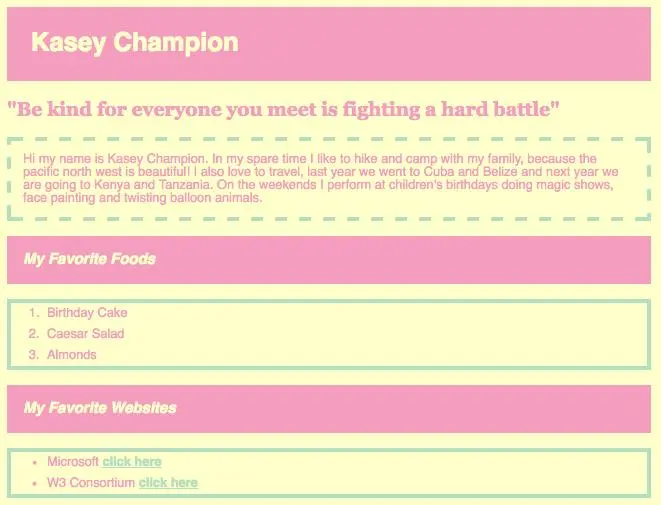 Kasey Champion
"Be kind for everyone you meet is fighting a hard battle"
Hi my name is Kasey Champion. In my spare time I like to hike and camp with my family, because the
pacific north west is beautiful! I also love to travel, last year we went to Cuba and Belize and next year we
are going to Kenya and Tanzania. On the weekends I perform at children's birthdays doing magic shows,
face painting and twisting balloon animals.
My Favorite Foods
1. Birthday Cake
2. Caesar Salad
3. Almonds
My Favorite Websites
• Microsoft click here
• W3 Consortium click here